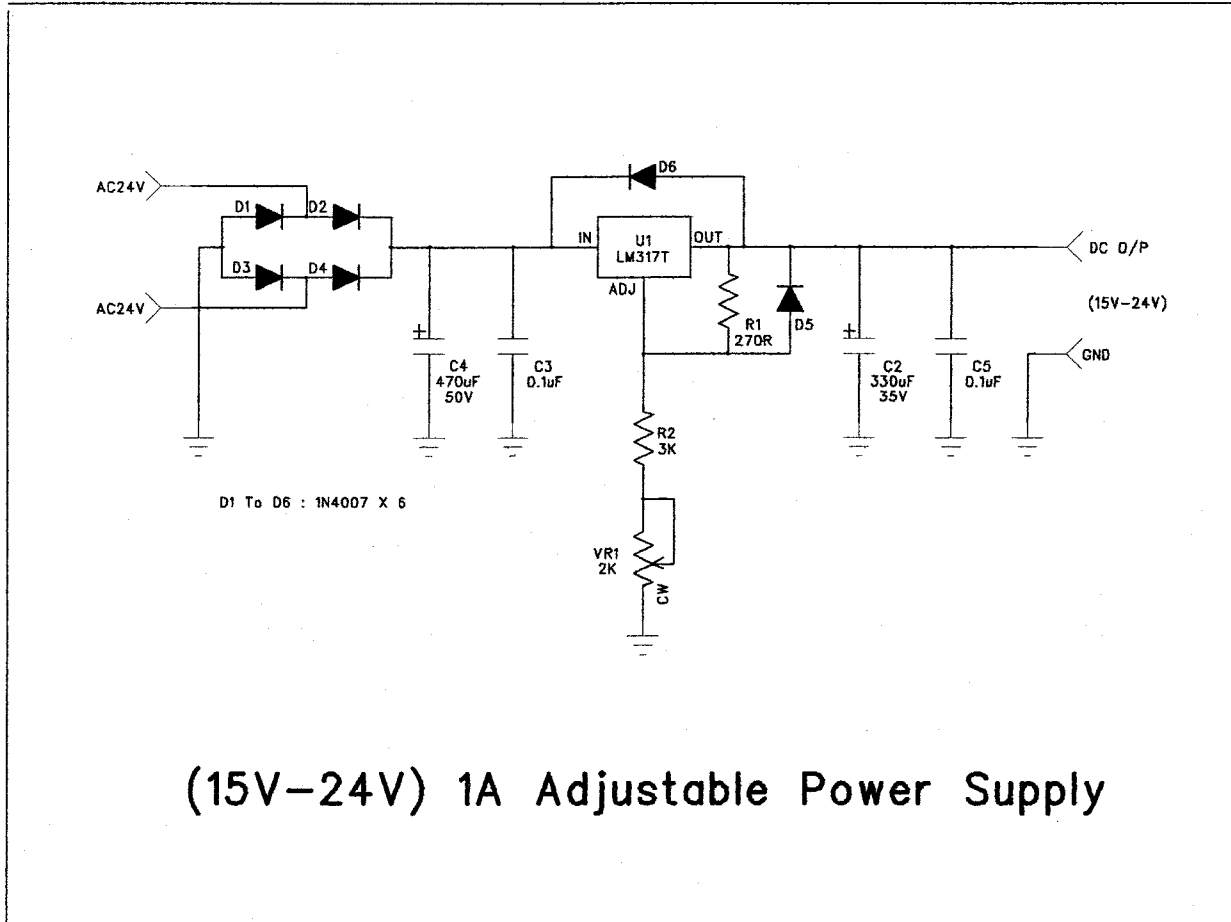 AC24V
D1
D2
D3
D4
AC24V
D6
IN
U1
LM317T
OUT
ADJ
DC O/P
(15V-24V)
GND
+
C4
470uF
50V
C3
0.1uF
R1
270R
D5
+
C2
330uF
35V
C5
0.1uF
R2
3K
D1 To D6 : 1N4007 X 6
VR1
2K
CW
(15V-24V) 1A Adjustable Power Supply